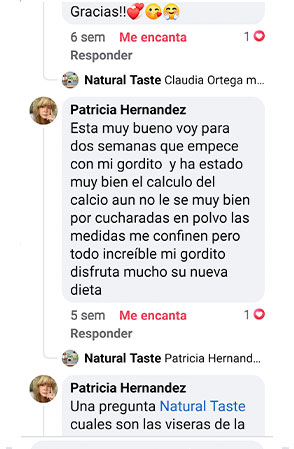 Gracias!!💕😘🤗
6 sem Me encanta 1
Responder
Natural Taste Claudia Ortega m...
Patricia Hernandez
Esta muy bueno voy para
dos semanas que empece
con mi gordito y ha estado
muy bien el calculo del
calcio aun no le se muy bien
por cucharadas en polvo las
medidas me confinen pero
todo increíble mi gordito
disfruta mucho su nueva
dieta
5 sem Me encanta 1
Responder
Natural Taste Patricia Hernand...
Patricia Hernandez
Una pregunta Natural Taste
cuales son las viseras de la